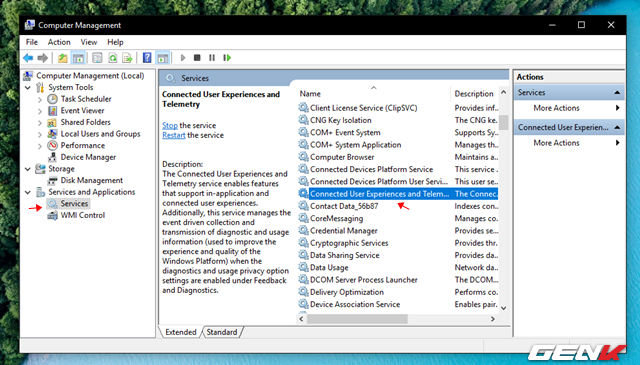 Computer Management
File Action View Help
Computer Management (Local)
System Tools
Task Scheduler
Event Viewer
Shared Folders
Local Users and Groups
Performance
Device Manager
Storage
Disk Management
Services and Applications
Services
WMI Control
Services
Connected User Experiences and
Telemetry
Stop the service
Restart the service
Description:
The Connected User Experiences and
Telemetry service enables features
that support in-application and
connected user experiences.
Additionally, this service manages the
event driven collection and
transmission of diagnostic and usage
information (used to improve the
experience and quality of the
Windows Platform) when the
diagnostics and usage privacy option
settings are enabled under Feedback
and Diagnostics.
Name Description
Client License Service (ClipSVC) Provides inf...
CNG Key Isolation The CNG ke...
COM+ Event System Supports Sy...
COM+ System Application Manages th...
Computer Browser Maintains a...
Connected Devices Platform Service This service ...
Connected Devices Platform User Servi... This user se...
Connected User Experiences and Telem... The Connec...
Contact Data_56b87 Indexes con...
CoreMessaging Manages co...
Credential Manager Provides se...
Cryptographic Services Provides thr...
Data Sharing Service Provides da...
Data Usage Network da...
DCOM Server Process Launcher The DCOM...
Delivery Optimization Performs co...
Device Association Service Enables pair...
Extended Standard
Actions
Services
More Actions
Connected User Experien...
More Actions
GENK